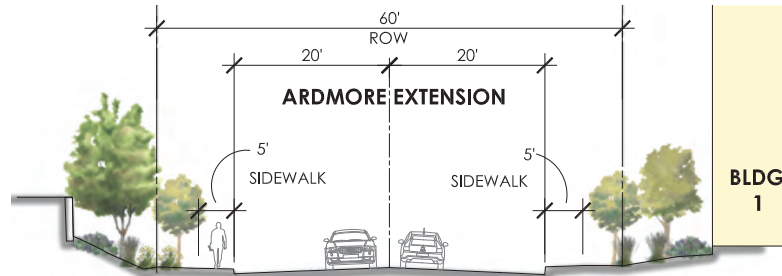 60'
ROW
20'
20'
ARDMORE EXTENSION
5'
SIDEWALK
5'
SIDEWALK
BLDG
1